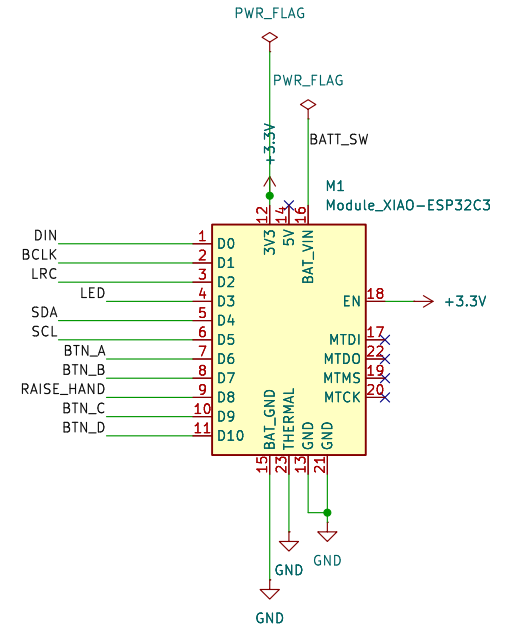 PWR_FLAG
PWR_FLAG
+3.3V
BATT_SW
M1
Module_XIAO-ESP32C3
12
14
16
3V3
5V
BAT_VIN
DIN 1 D0
BCLK 2 D1
LRC 3 D2
LED 4 D3
EN 18 +3.3V
SDA 5 D4
SCL 6 D5
MTDI 17
BTN_A 7 D6
MTDO 22
BTN_B 8 D7
MTMS 19
RAISE_HAND 9 D8
MTCK 20
BTN_C 10 D9
BTN_D 11 D10
BAT_GND
THERMAL
GND
GND
15
23
13
21
GND
GND
GND